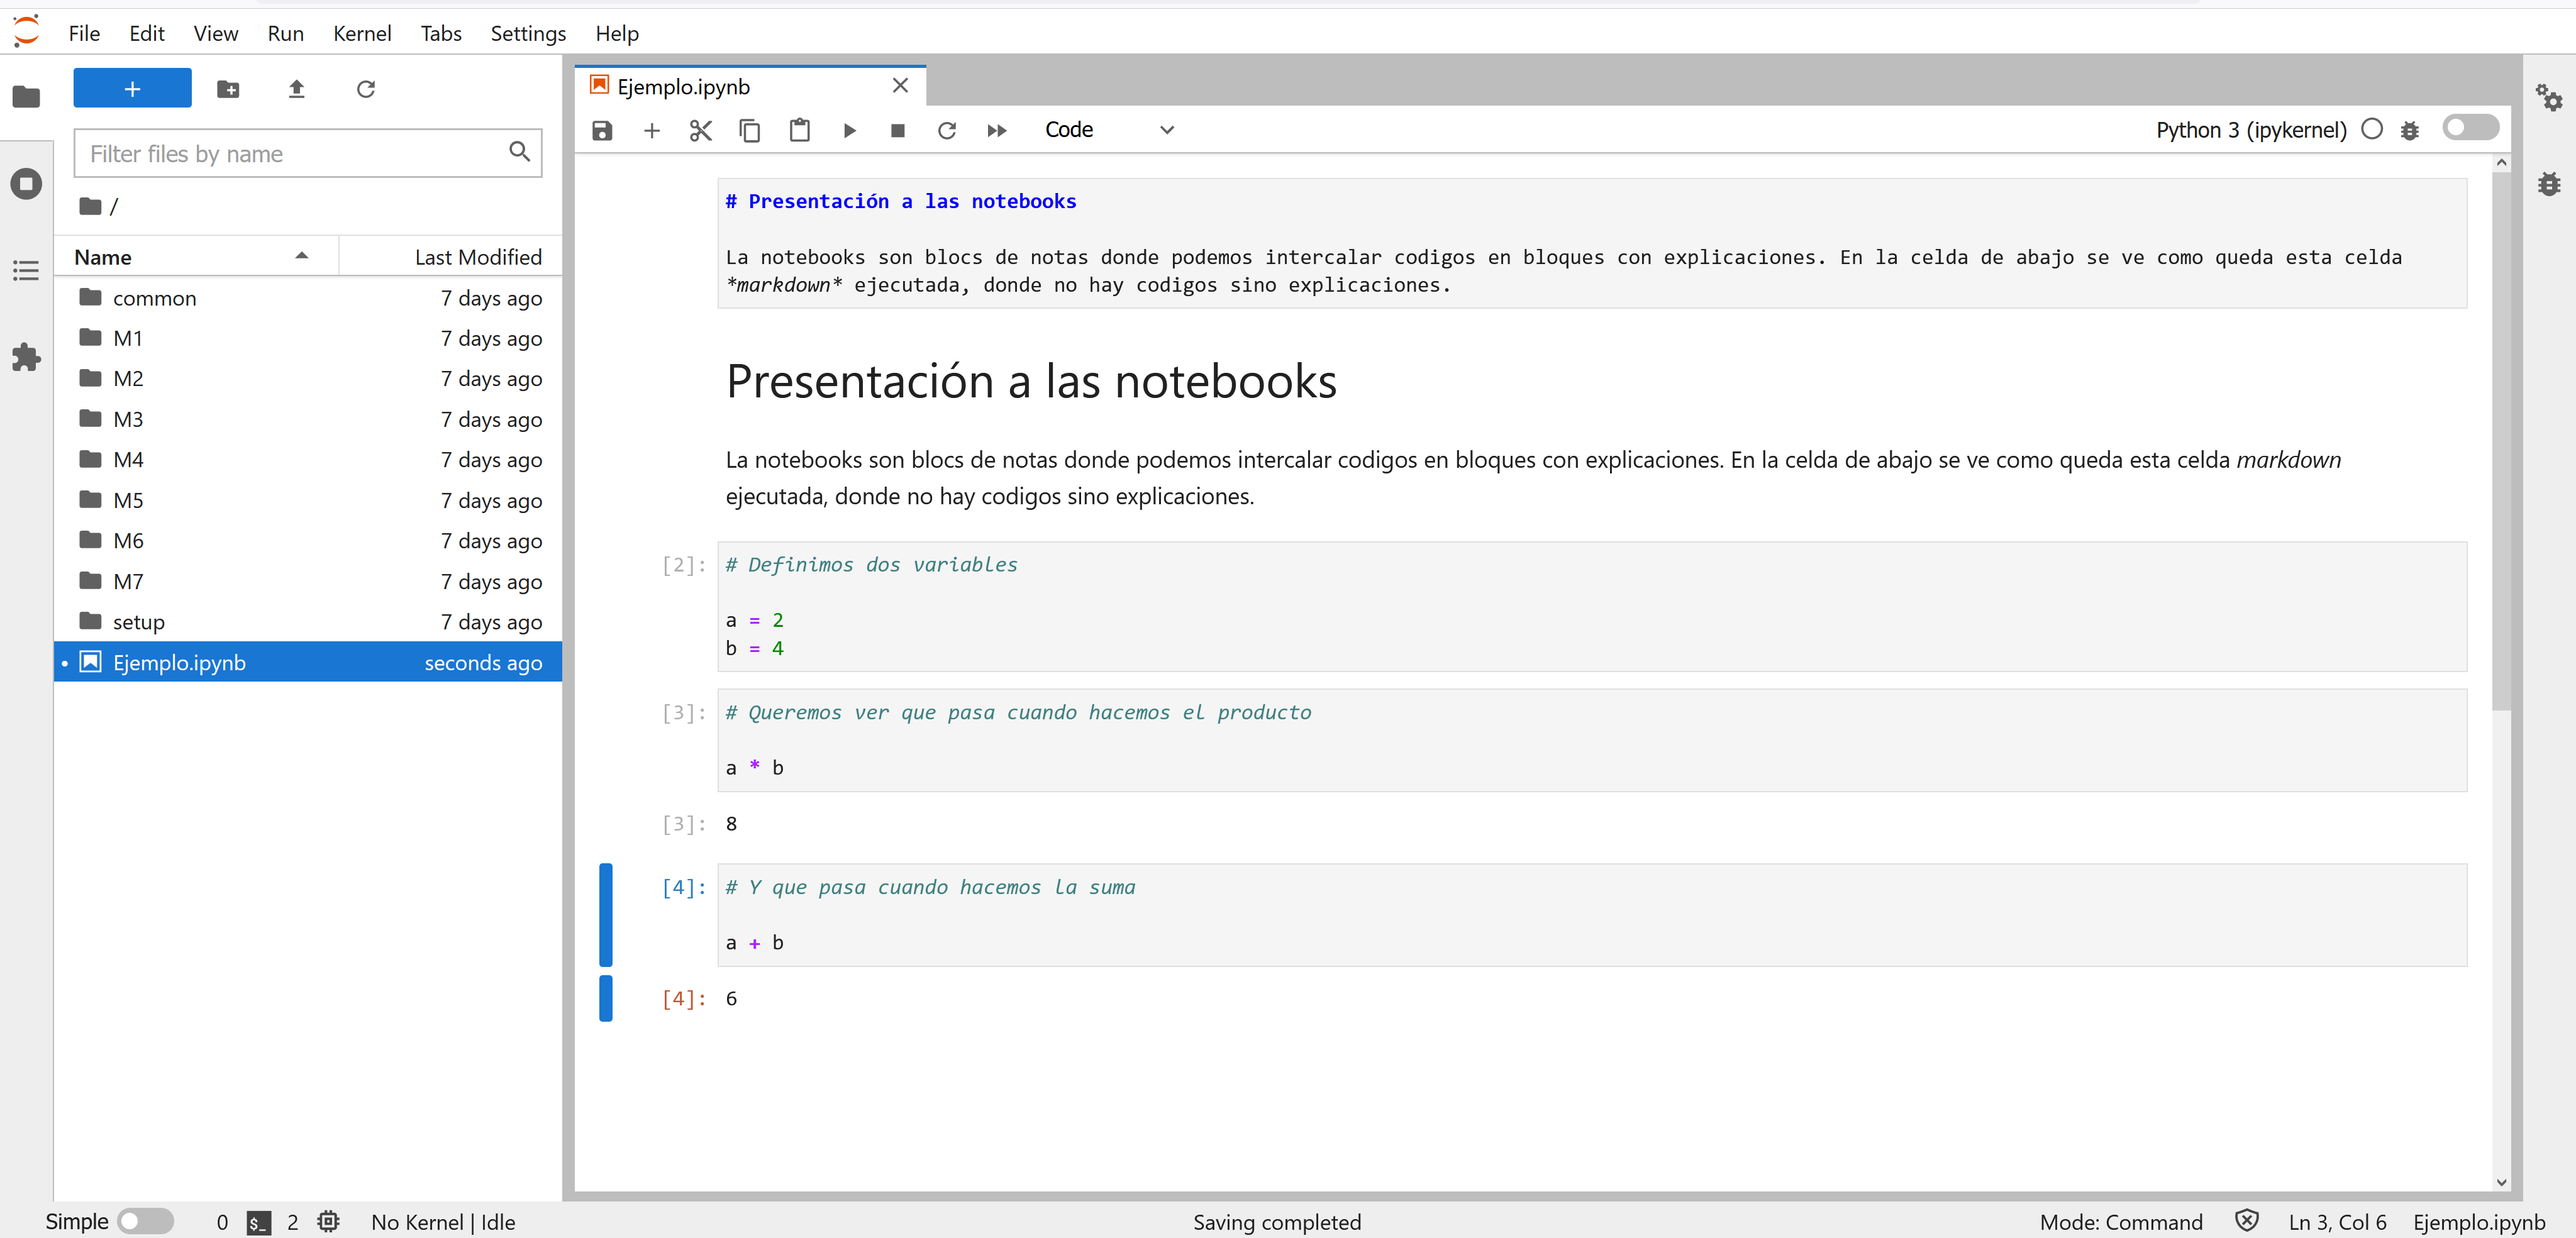 File Edit View Run Kernel Tabs Settings Help
+
Filter files by name
/
Name Last Modified
common 7 days ago
M1 7 days ago
M2 7 days ago
M3 7 days ago
M4 7 days ago
M5 7 days ago
M6 7 days ago
M7 7 days ago
setup 7 days ago
Ejemplo.ipynb seconds ago
Ejemplo.ipynb
Code Python 3 (ipykernel)
# Presentación a las notebooks
La notebooks son blocs de notas donde podemos intercalar codigos en bloques con explicaciones. En la celda de abajo se ve como queda esta celda
*markdown* ejecutada, donde no hay codigos sino explicaciones.
Presentación a las notebooks
La notebooks son blocs de notas donde podemos intercalar codigos en bloques con explicaciones. En la celda de abajo se ve como queda esta celda markdown
ejecutada, donde no hay codigos sino explicaciones.
[2]: # Definimos dos variables
a = 2
b = 4
[3]: # Queremos ver que pasa cuando hacemos el producto
a * b
[3]: 8
[4]: # Y que pasa cuando hacemos la suma
a + b
[4]: 6
Simple 0 $_ 2 No Kernel | Idle Saving completed Mode: Command Ln 3, Col 6 Ejemplo.ipynb